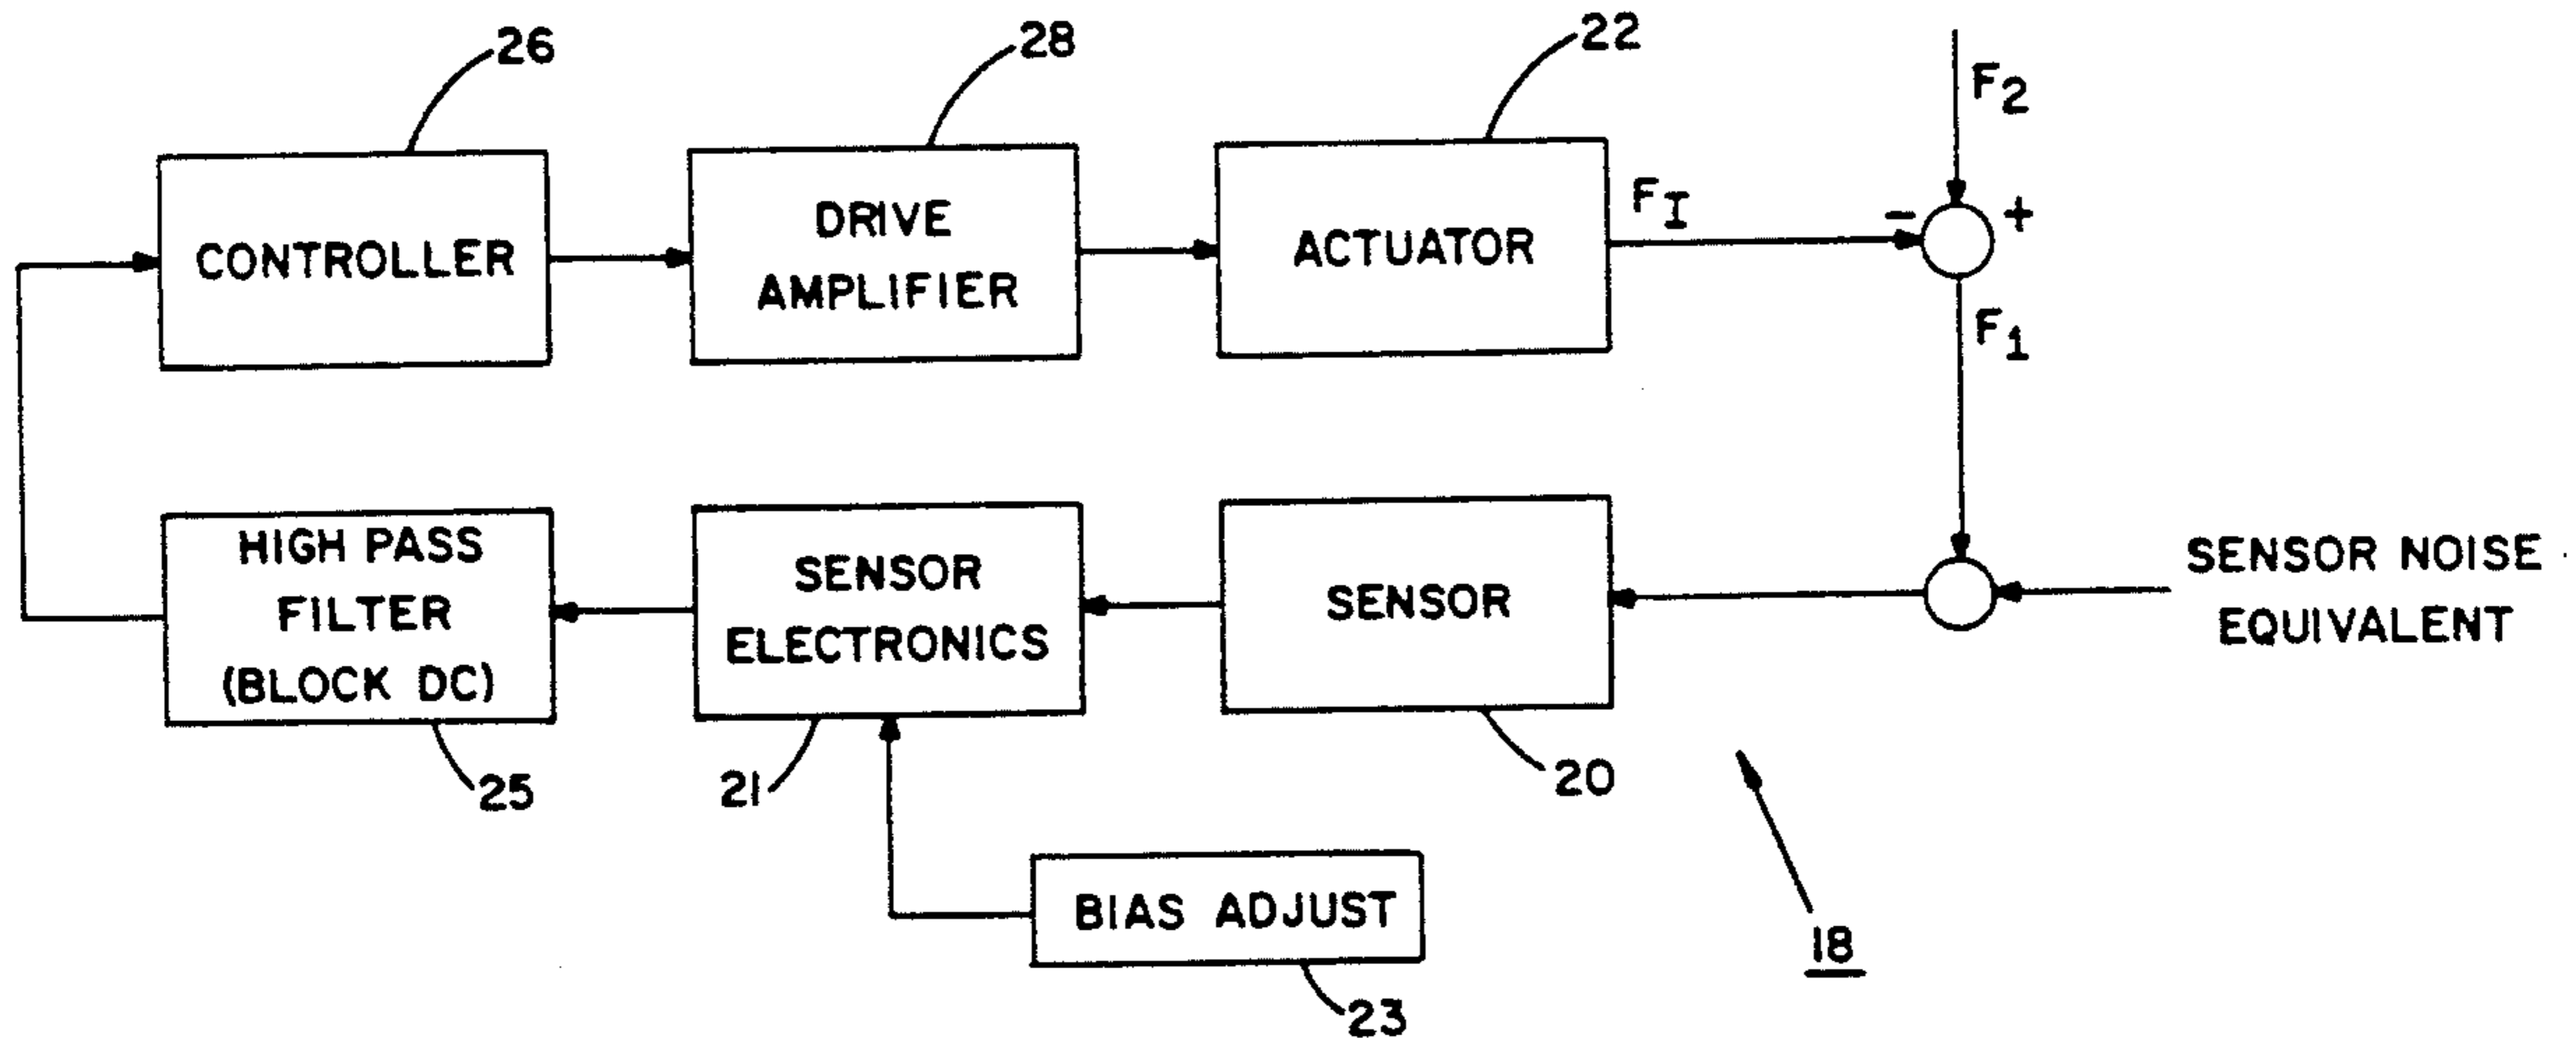 26
28
22
F2
CONTROLLER
DRIVE
AMPLIFIER
ACTUATOR
FI
-
+
F1
HIGH PASS
FILTER
(BLOCK DC)
SENSOR
ELECTRONICS
SENSOR
SENSOR NOISE
EQUIVALENT
25
21
20
BIAS ADJUST
23
18